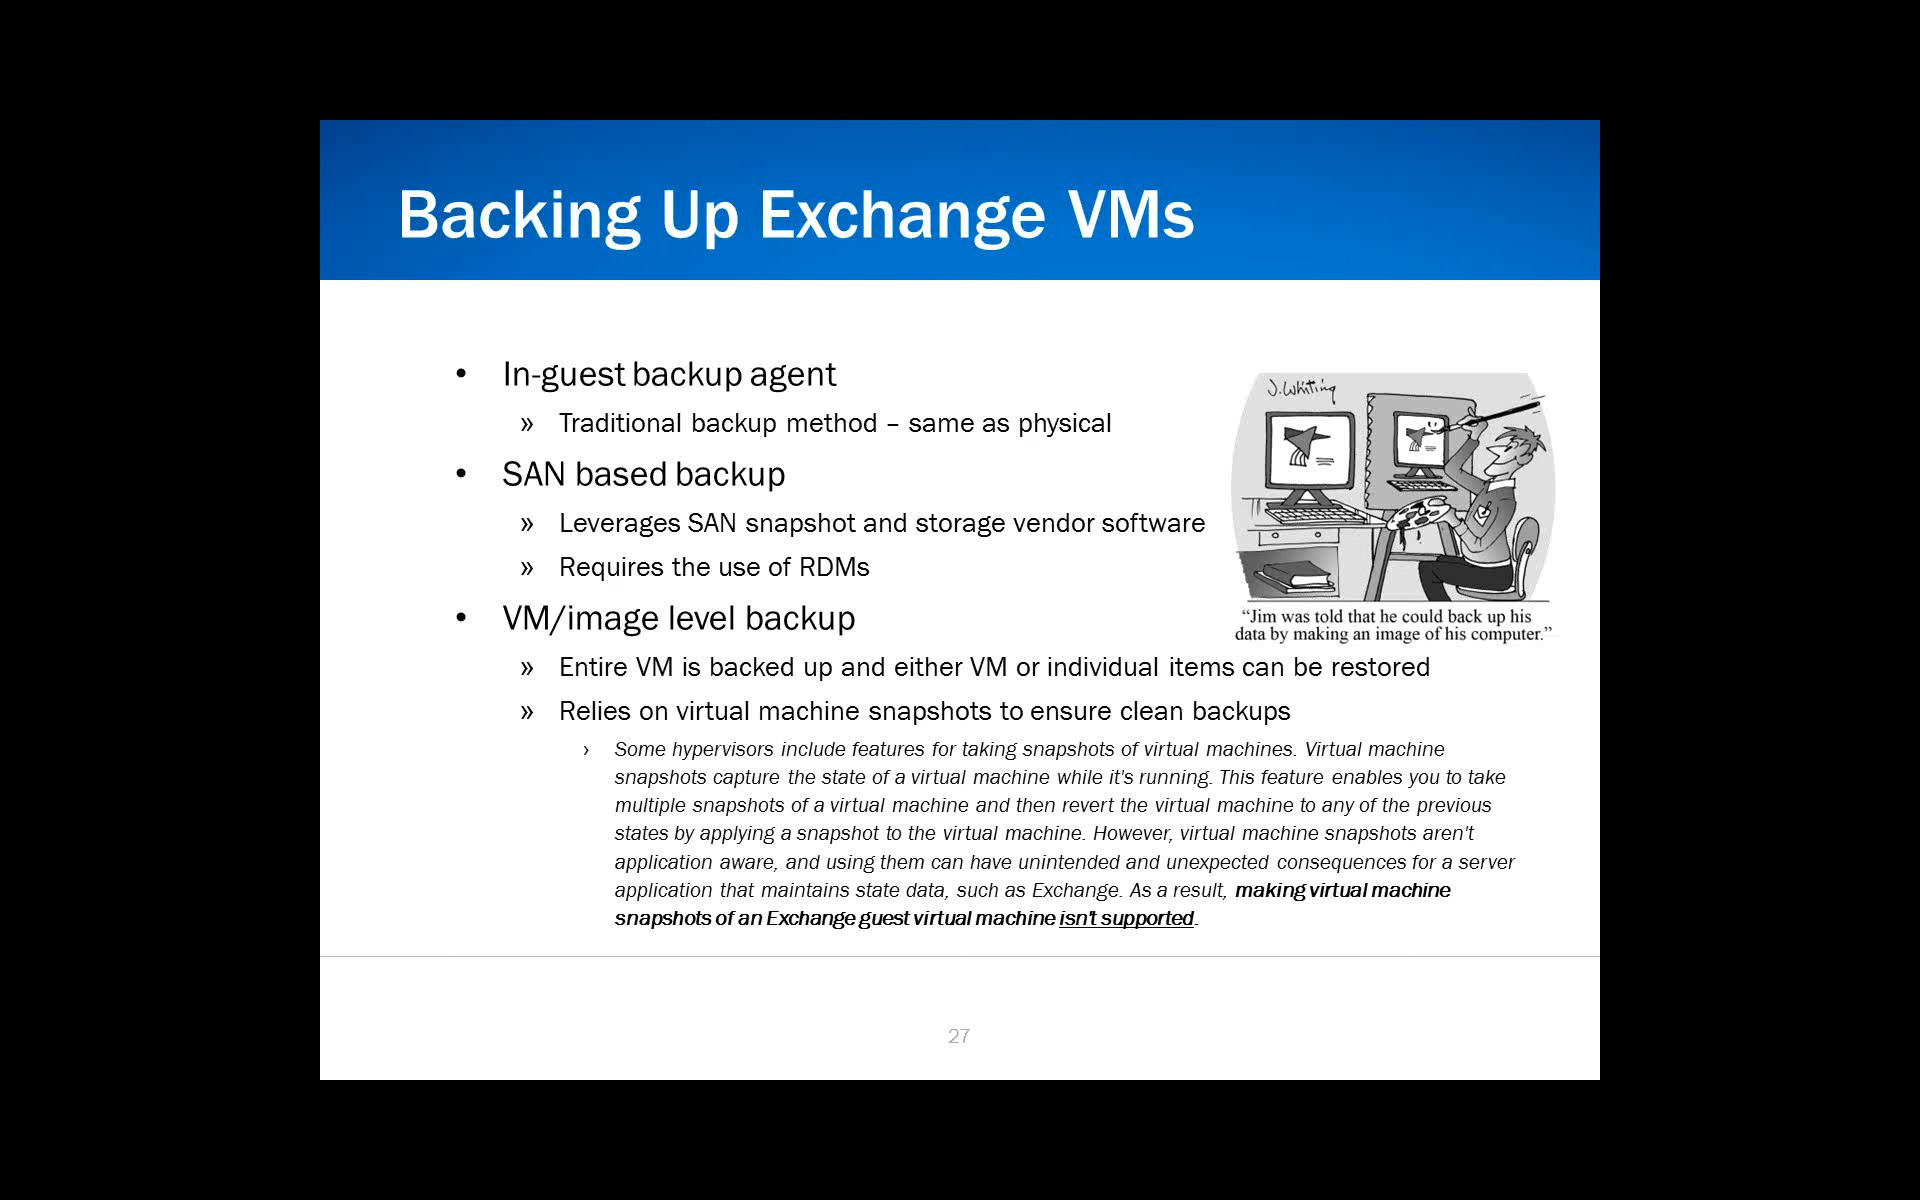 Backing Up Exchange VMs
• In-guest backup agent
» Traditional backup method – same as physical
• SAN based backup
» Leverages SAN snapshot and storage vendor software
» Requires the use of RDMs
• VM/image level backup
» Entire VM is backed up and either VM or individual items can be restored
» Relies on virtual machine snapshots to ensure clean backups
› Some hypervisors include features for taking snapshots of virtual machines. Virtual machine
snapshots capture the state of a virtual machine while it's running. This feature enables you to take
multiple snapshots of a virtual machine and then revert the virtual machine to any of the previous
states by applying a snapshot to the virtual machine. However, virtual machine snapshots aren't
application aware, and using them can have unintended and unexpected consequences for a server
application that maintains state data, such as Exchange. As a result, making virtual machine
snapshots of an Exchange guest virtual machine isn't supported.
J.Whiting
“Jim was told that he could back up his
data by making an image of his computer.”
27